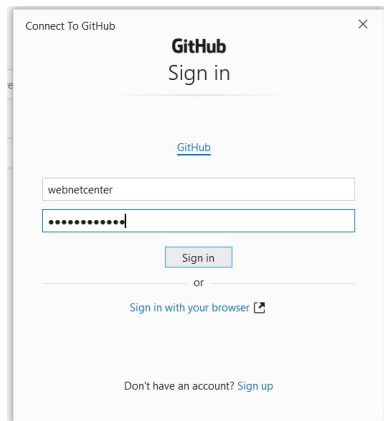 Connect To GitHub
GitHub
Sign in
GitHub
webnetcenter
••••••••••••
Sign in
or
Sign in with your browser
Don't have an account? Sign up